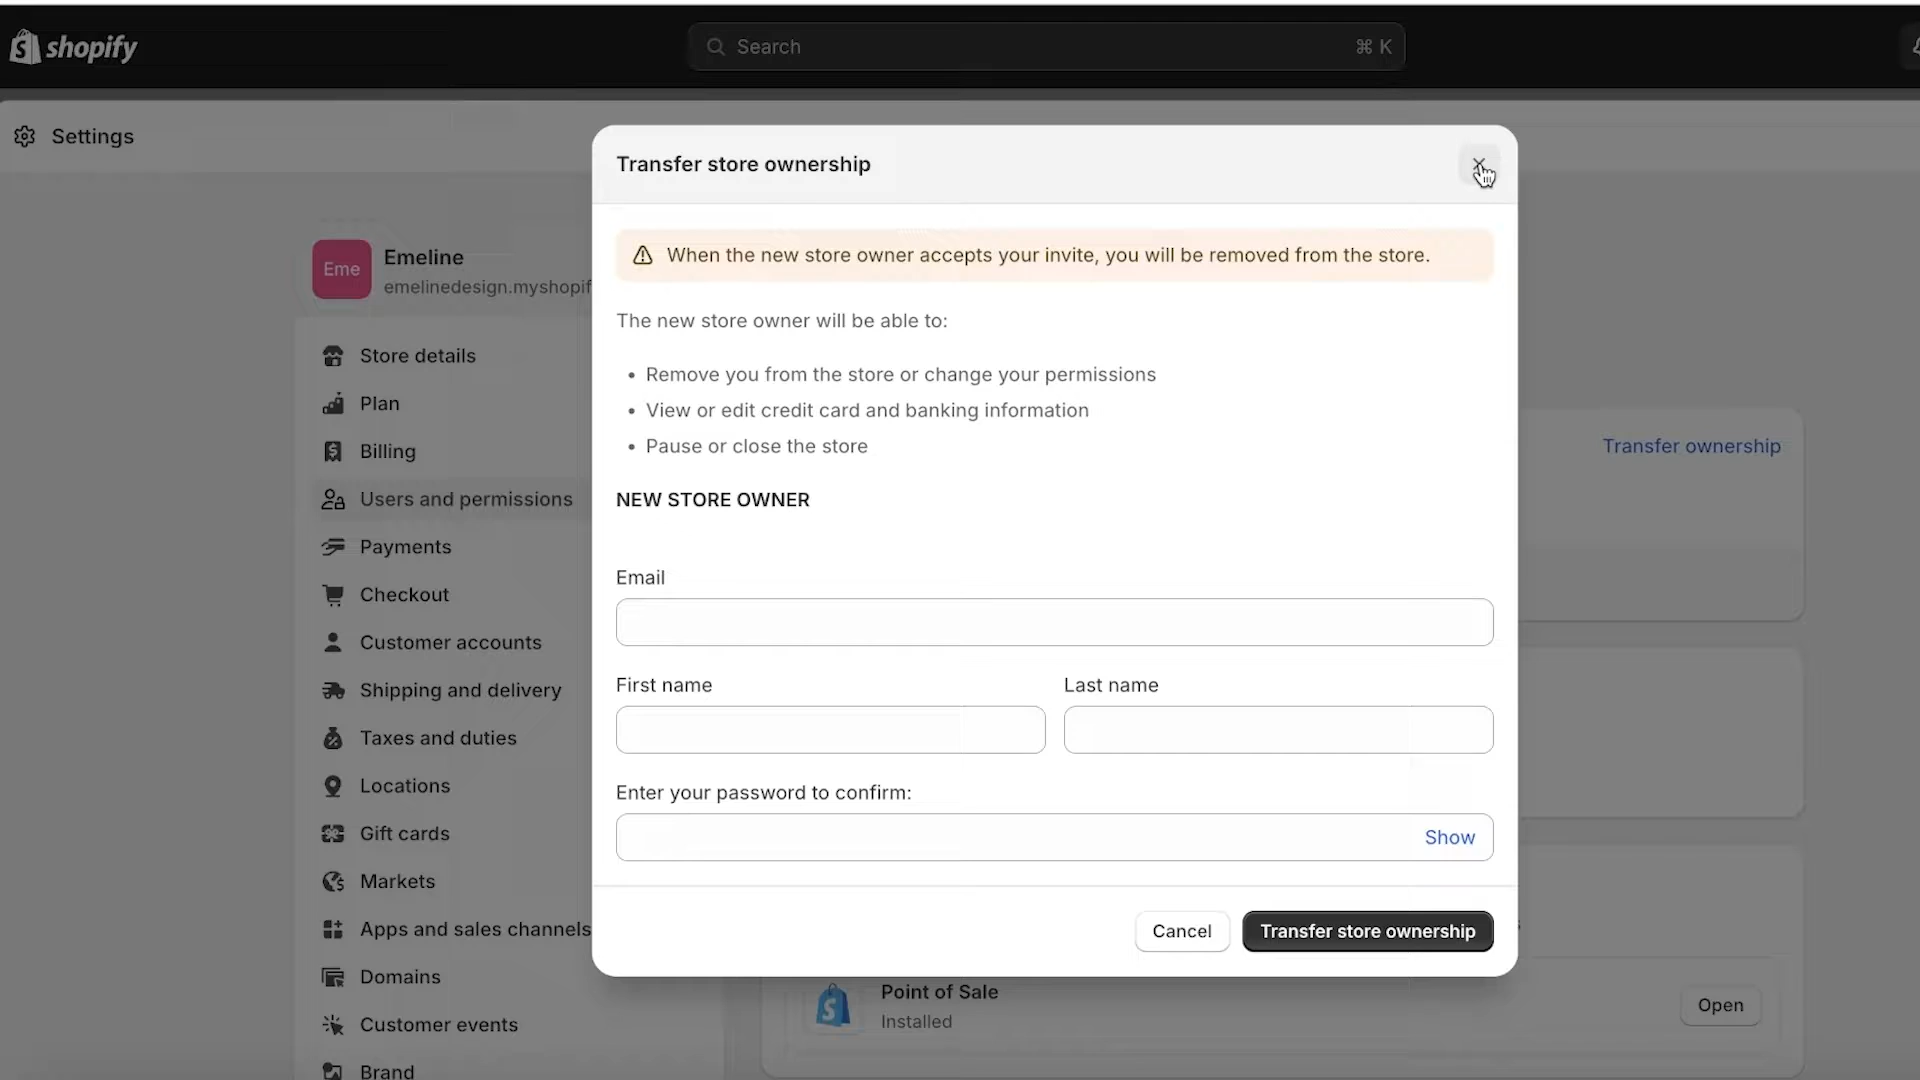 shopify
Search
⌘ K
Settings
Eme
Emeline
emelinedesign.myshopif
Store details
Plan
Billing
Users and permissions
Payments
Checkout
Customer accounts
Shipping and delivery
Taxes and duties
Locations
Gift cards
Markets
Apps and sales channels
Domains
Customer events
Brand
Transfer store ownership
When the new store owner accepts your invite, you will be removed from the store.
The new store owner will be able to:
• Remove you from the store or change your permissions
• View or edit credit card and banking information
• Pause or close the store
NEW STORE OWNER
Email
First name
Last name
Enter your password to confirm:
Show
Cancel
Transfer store ownership
Transfer ownership
Point of Sale
Installed
Open